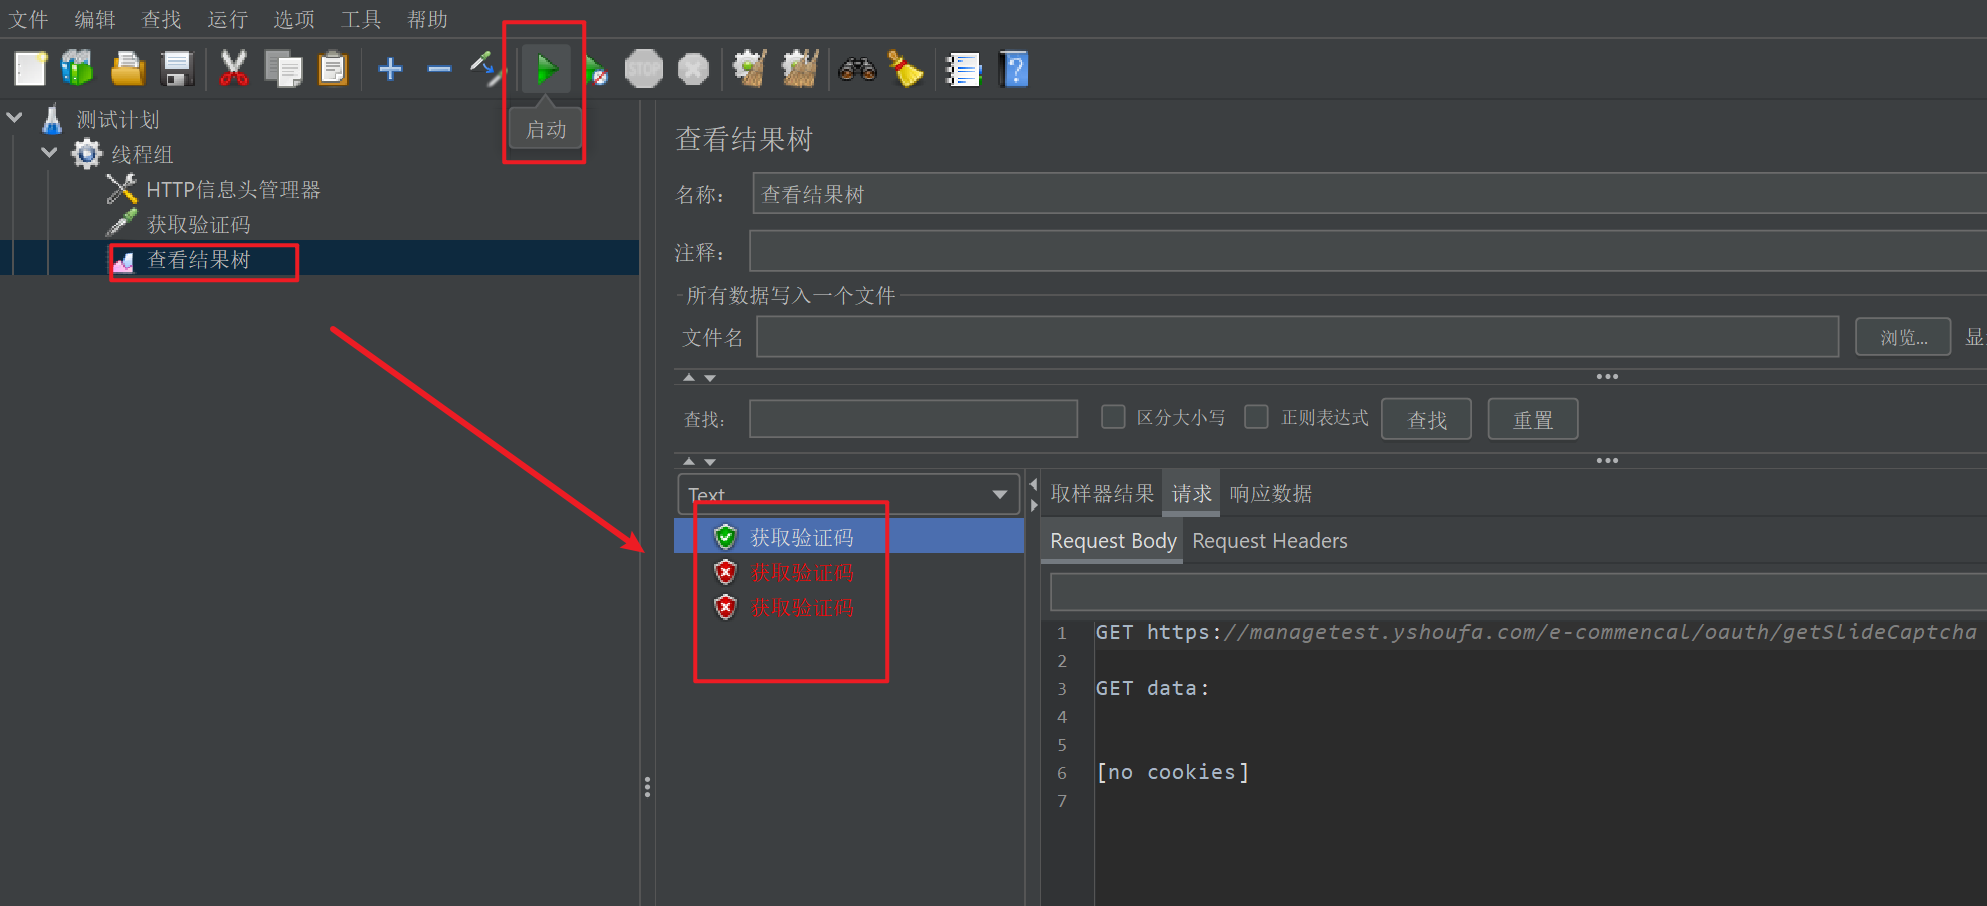 文件 编辑 查找 运行 选项 工具 帮助
STOP
启动
测试计划
线程组
HTTP信息头管理器
获取验证码
查看结果树
查看结果树
名称： 查看结果树
注释：
所有数据写入一个文件
文件名 浏览... 显
查找： 区分大小写 正则表达式 查找 重置
Text
取样器结果 请求 响应数据
获取验证码
获取验证码
获取验证码
Request Body Request Headers
1 GET https://managetest.yshoufa.com/e-commencal/oauth/getSlideCaptcha
2
3 GET data:
4
5
6 [no cookies]
7